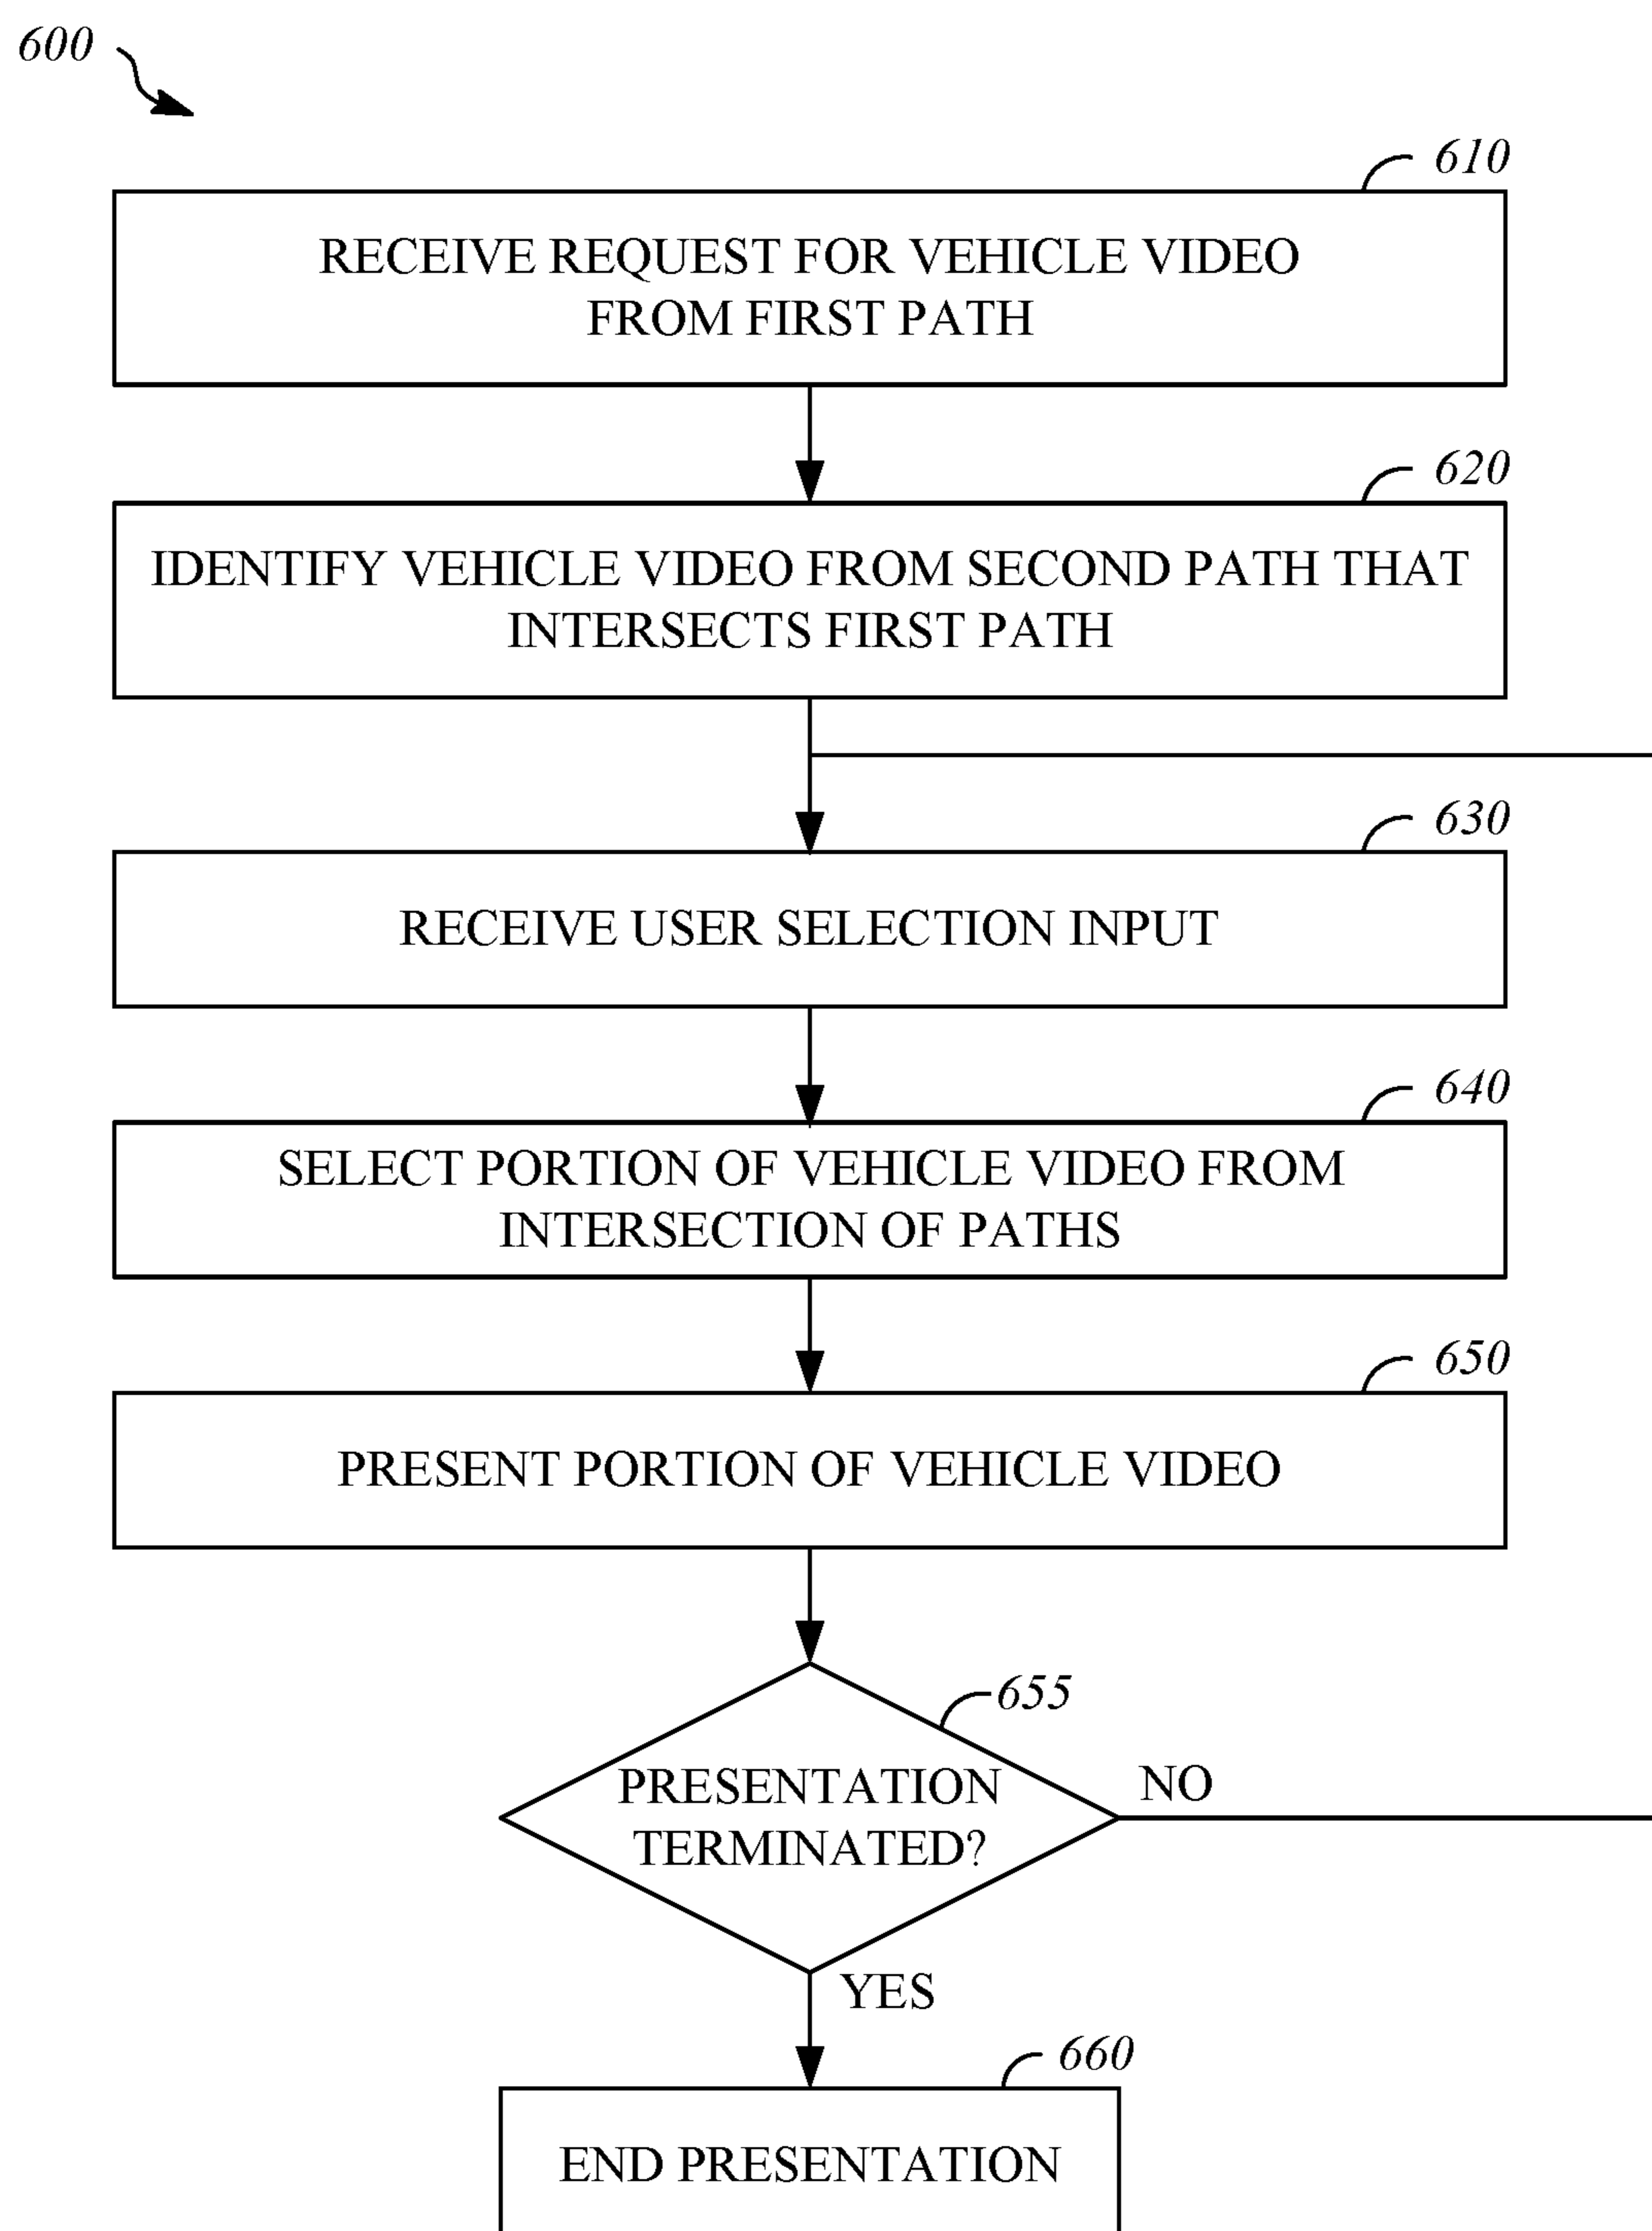 600
610
RECEIVE REQUEST FOR VEHICLE VIDEO
FROM FIRST PATH
620
IDENTIFY VEHICLE VIDEO FROM SECOND PATH THAT
INTERSECTS FIRST PATH
630
RECEIVE USER SELECTION INPUT
640
SELECT PORTION OF VEHICLE VIDEO FROM
INTERSECTION OF PATHS
650
PRESENT PORTION OF VEHICLE VIDEO
655
PRESENTATION
TERMINATED?
NO
YES
660
END PRESENTATION